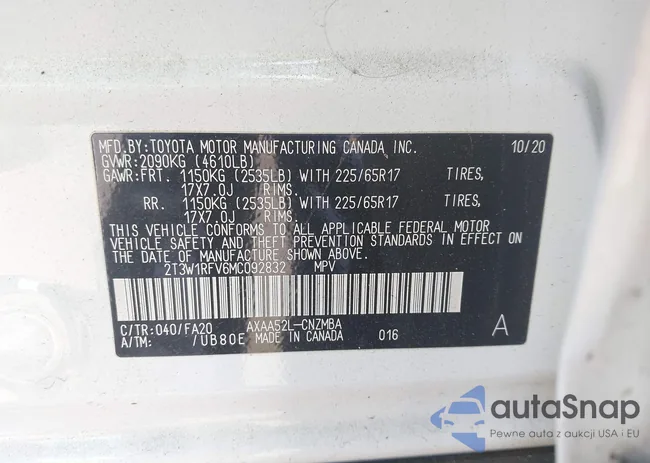 MFD.BY:TOYOTA MOTOR MANUFACTURING CANADA, INC. 10/20
GVWR:2090KG (4610LB)
GAWR:FRT. 1150KG (2535LB) WITH 225/65R17 TIRES,
17X7.0J RIMS.
RR. 1150KG (2535LB) WITH 225/65R17 TIRES,
17X7.0J RIMS.
THIS VEHICLE CONFORMS TO ALL APPLICABLE FEDERAL MOTOR
VEHICLE SAFETY AND THEFT PREVENTION STANDARDS IN EFFECT ON
THE DATE OF MANUFACTURE SHOWN ABOVE.
2T3W1RFV6MC092832 MPV
C/TR:040/FA20 AXAA52L-CNZMBA 016 A
A/TM: /UB80E MADE IN CANADA
autaSnap
Pewne auta z aukcji USA i EU